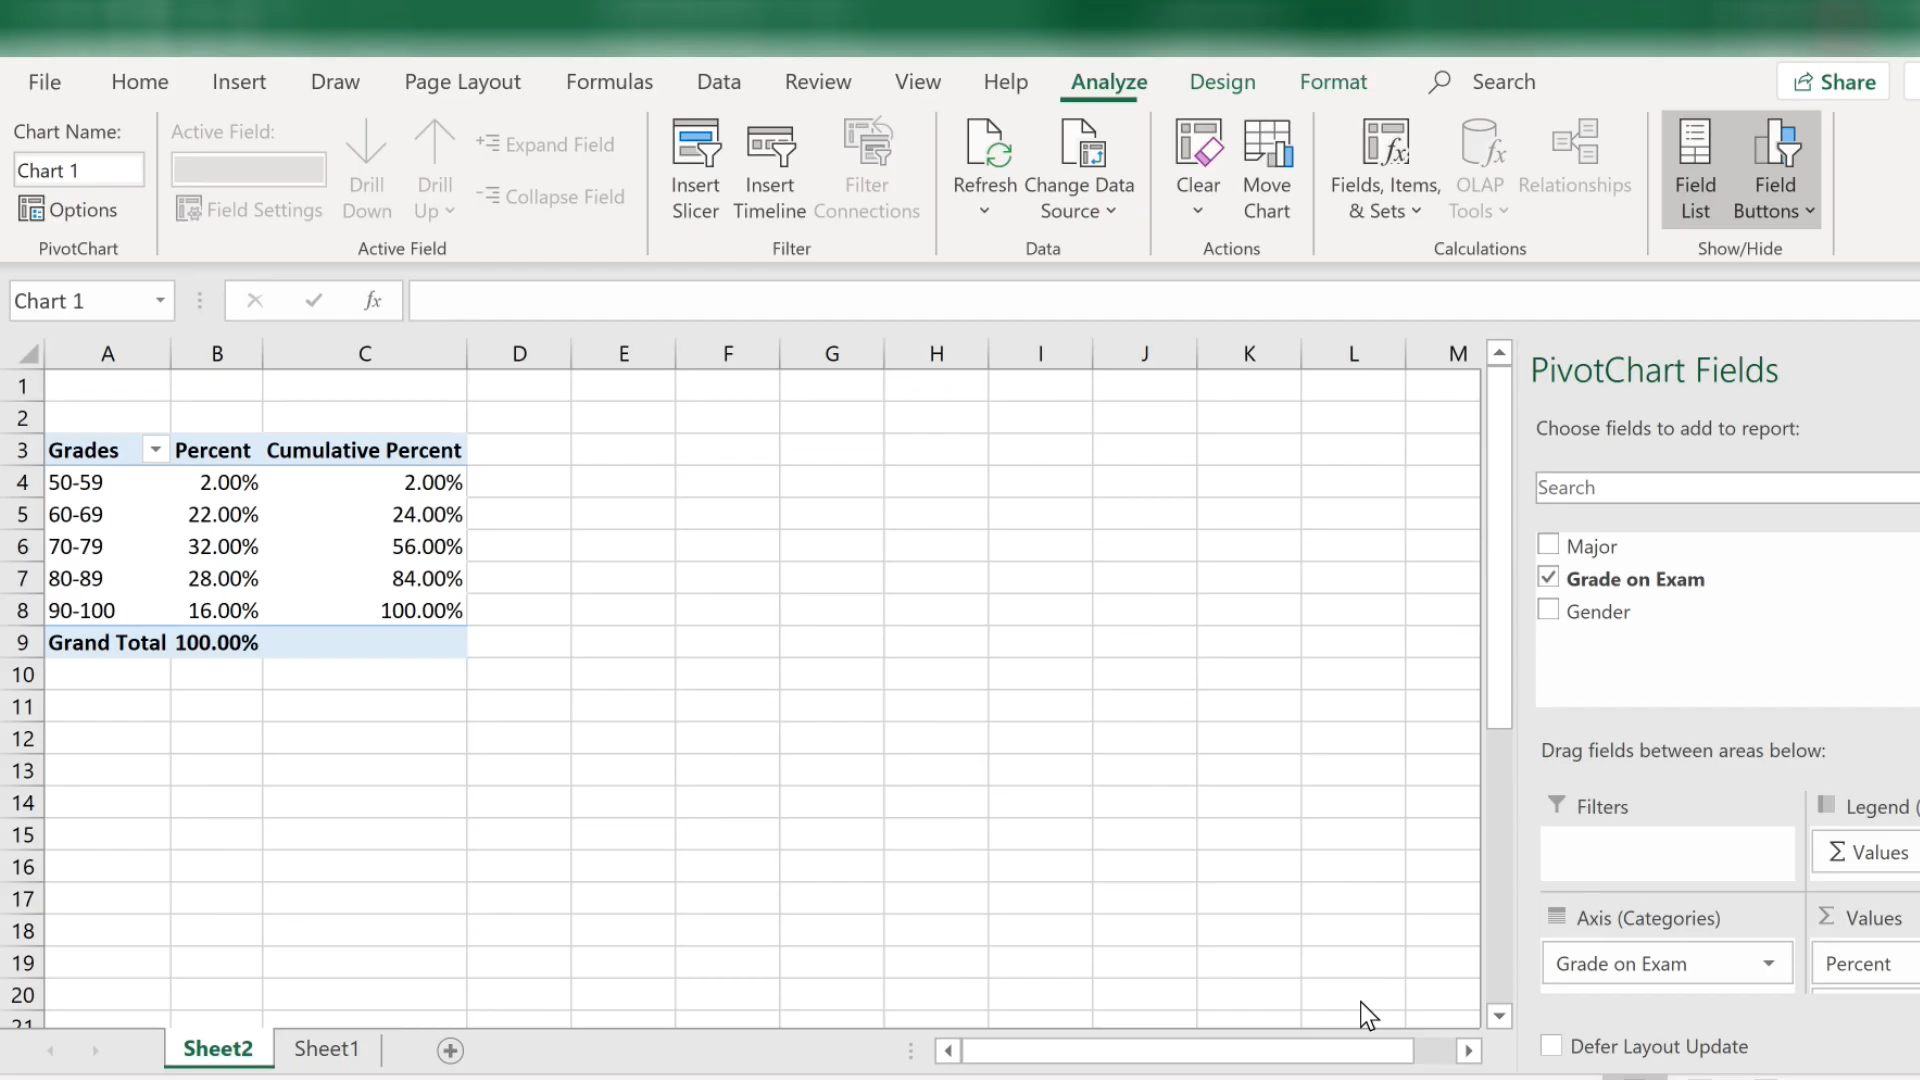 File Home Insert Draw Page Layout Formulas Data Review View Help Analyze Design Format Search Share
Chart Name:
Chart 1
Options
PivotChart
Active Field:
Field Settings
Drill Down
Drill Up
Expand Field
Collapse Field
Active Field
Insert Slicer
Insert Timeline
Filter Connections
Filter
Refresh
Change Data Source
Data
Clear
Move Chart
Actions
Fields, Items, & Sets
OLAP Tools
Relationships
Calculations
Field List
Field Buttons
Show/Hide
Chart 1 fx
A B C D E F G H I J K L M
1
2
3 Grades Percent Cumulative Percent
4 50-59 2.00% 2.00%
5 60-69 22.00% 24.00%
6 70-79 32.00% 56.00%
7 80-89 28.00% 84.00%
8 90-100 16.00% 100.00%
9 Grand Total 100.00%
10
11
12
13
14
15
16
17
18
19
20
21
PivotChart Fields
Choose fields to add to report:
Search
Major
Grade on Exam
Gender
Drag fields between areas below:
Filters
Legend (
Σ Values
Axis (Categories)
Grade on Exam
Σ Values
Percent
Defer Layout Update
Sheet2 Sheet1